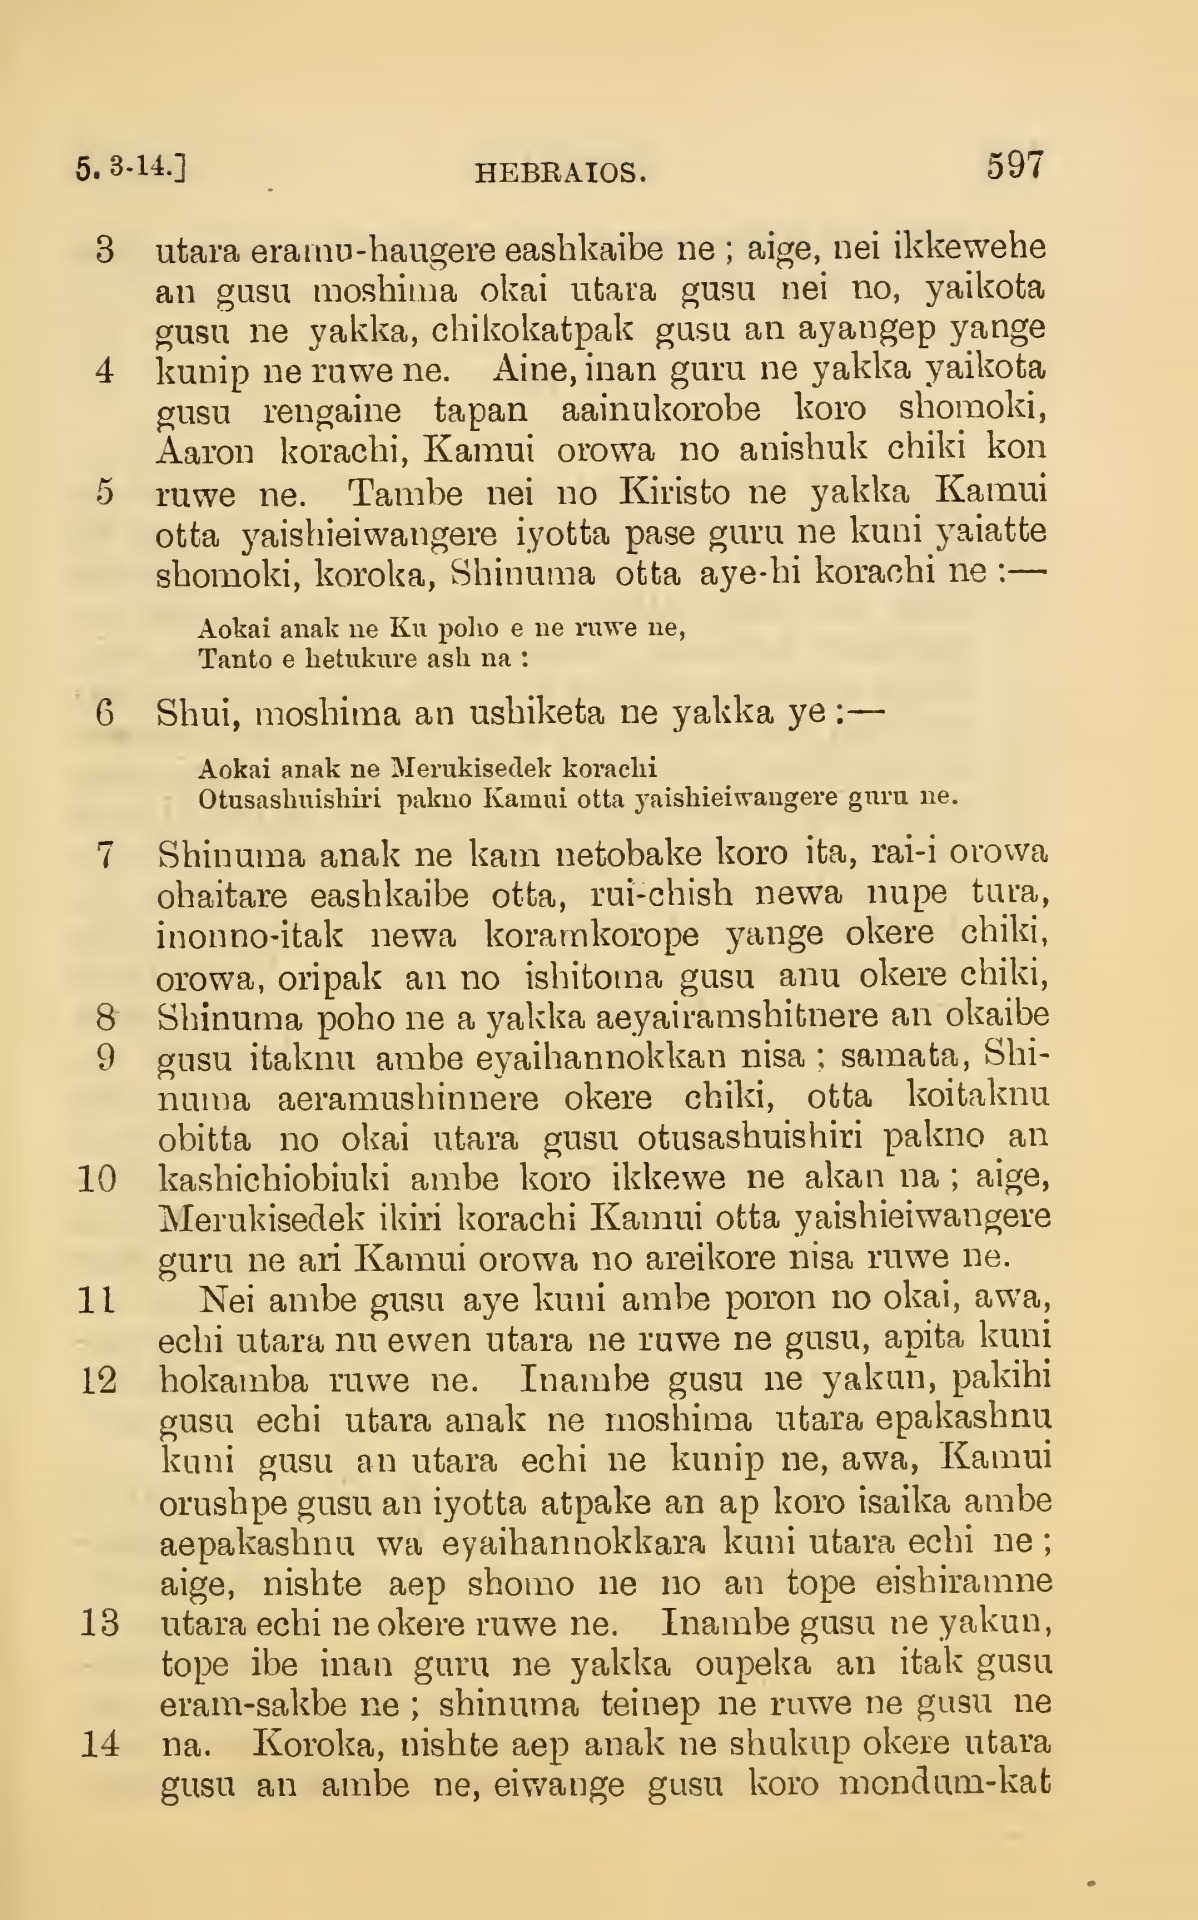 5. 3-14.] HEBRAIOS. 597
3 utara eramu-haugere eashkaibe ne ; aige, nei ikkewehe
an gusu moshima okai utara gusu nei no, yaikota
gusu ne yakka, chikokatpak gusu an ayangep yange
4 kunip ne ruwe ne. Aine, inan guru ne yakka yaikota
gusu rengaine tapan aainukorobe koro shomoki,
Aaron korachi, Kamui orowa no anishuk chiki kon
5 ruwe ne. Tambe nei no Kiristo ne yakka Kamui
otta yaishieiwangere iyotta pase guru ne kuni yaiatte
shomoki, koroka, Shinuma otta aye-hi korachi ne :—
Aokai anak ne Ku poho e ne ruwe ne,
Tanto e hetukure ash na :
6 Shui, moshima an ushiketa ne yakka ye :—
Aokai anak ne Merukisedek korachi
Otusashuishiri pakno Kamui otta yaishieiwangere guru ne.
7 Shinuma anak ne kam netobake koro ita, rai-i orowa
ohaitare eashkaibe otta, rui-chish newa nupe tura,
inonno-itak newa koramkorope yange okere chiki,
orowa, oripak an no ishitoma gusu anu okere chiki,
8 Shinuma poho ne a yakka aeyairamshitnere an okaibe
9 gusu itaknu ambe eyaihannokkan nisa ; samata, Shi-
numa aeramushinnere okere chiki, otta koitaknu
obitta no okai utara gusu otusashuishiri pakno an
10 kashichiobiuki ambe koro ikkewe ne akan na ; aige,
Merukisedek ikiri korachi Kamui otta yaishieiwangere
guru ne ari Kamui orowa no areikore nisa ruwe ne.
11 Nei ambe gusu aye kuni ambe poron no okai, awa,
echi utara nu ewen utara ne ruwe ne gusu, apita kuni
12 hokamba ruwe ne. Inambe gusu ne yakun, pakihi
gusu echi utara anak ne moshima utara epakashnu
kuni gusu an utara echi ne kunip ne, awa, Kamui
orushpe gusu an iyotta atpake an ap koro isaika ambe
aepakashnu wa eyaihannokkara kuni utara echi ne ;
aige, nishte aep shomo ne no an tope eishiramne
13 utara echi ne okere ruwe ne. Inambe gusu ne yakun,
tope ibe inan guru ne yakka oupeka an itak gusu
eram-sakbe ne ; shinuma teinep ne ruwe ne gusu ne
14 na. Koroka, nishte aep anak ne shukup okere utara
gusu an ambe ne, eiwange gusu koro mondum-kat